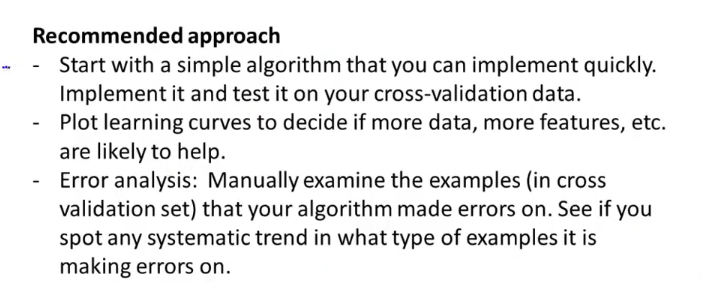 Recommended approach
- Start with a simple algorithm that you can implement quickly.
Implement it and test it on your cross-validation data.
- Plot learning curves to decide if more data, more features, etc.
are likely to help.
- Error analysis: Manually examine the examples (in cross
validation set) that your algorithm made errors on. See if you
spot any systematic trend in what type of examples it is
making errors on.